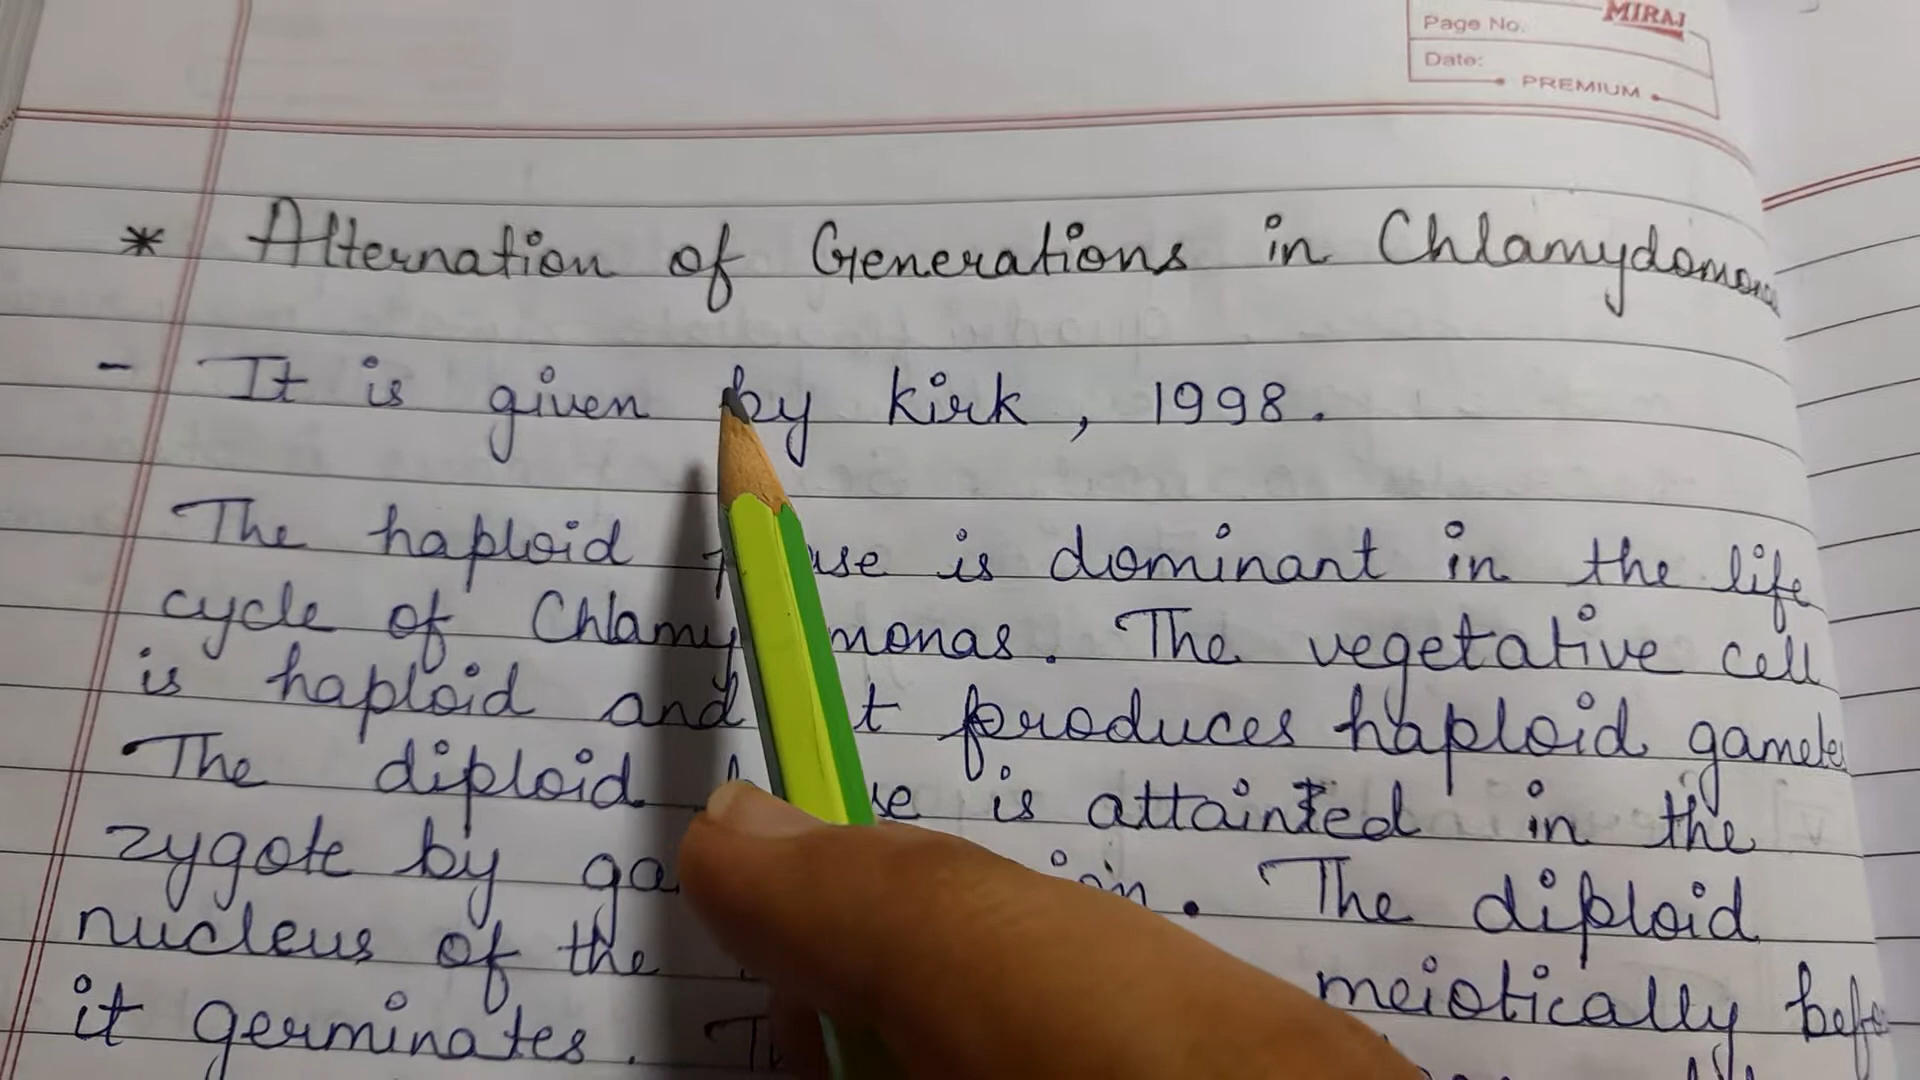 MIRAJ
Page No.
Date:
PREMIUM
* Alternation of Generations in Chlamydomonas
- It is given by Kirk, 1998.
The haploid is dominant in the life
cycle of monas. The vegetative cell
is haploid and produces haploid
The diploid is attainted in the
zygote by . The diploid
nucleus of the meiotically
it germinates.